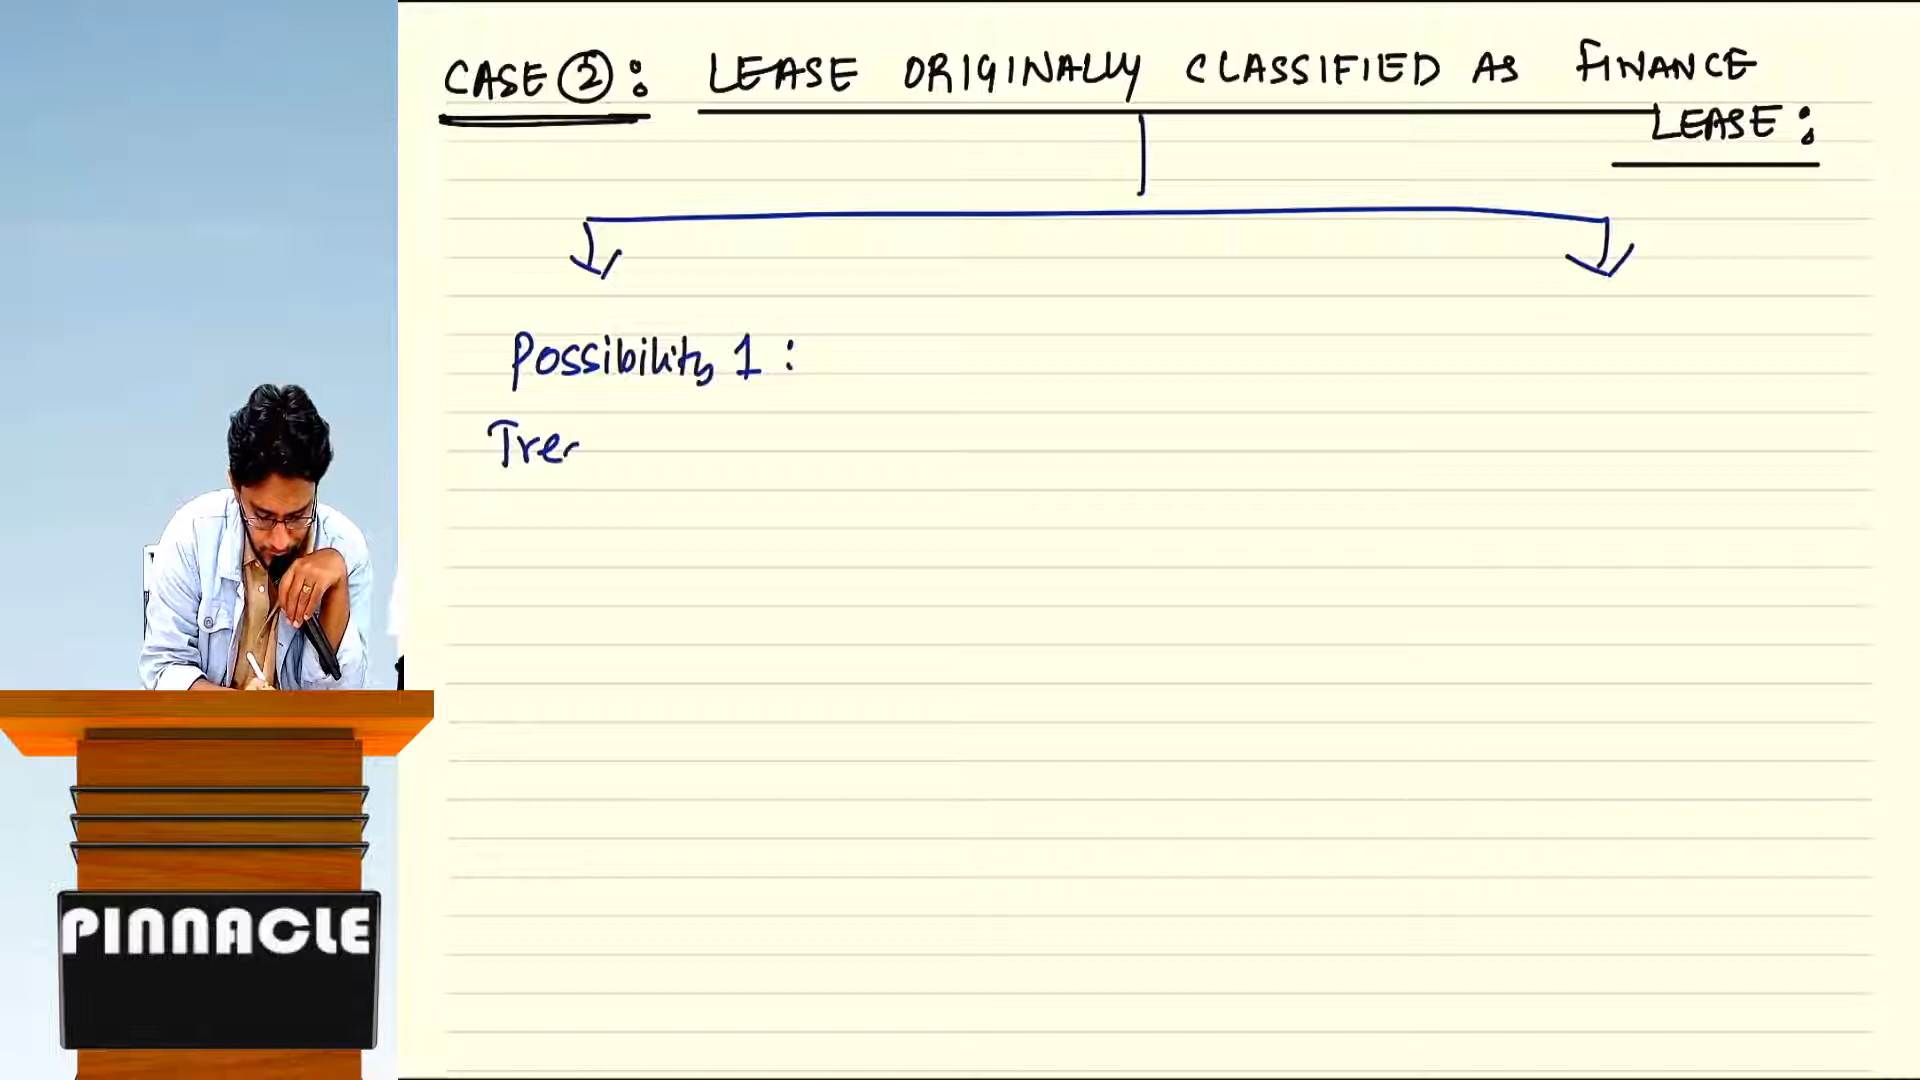 CASE ② : LEASE ORIGINALLY CLASSIFIED AS FINANCE
LEASE :
Possibility 1 :
Trea
PINNACLE